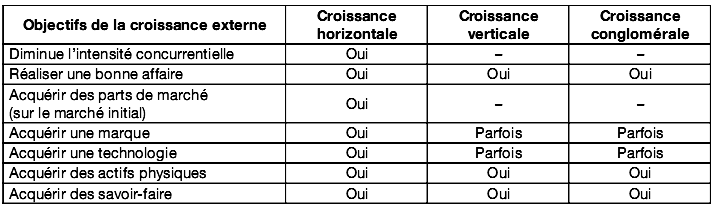 Objectifs de la croissance externe Croissance horizontale Croissance verticale Croissance conglomérale
Diminue l'intensité concurrentielle Oui – –
Réaliser une bonne affaire Oui Oui Oui
Acquérir des parts de marché
(sur le marché initial) Oui – –
Acquérir une marque Oui Parfois Parfois
Acquérir une technologie Oui Parfois Parfois
Acquérir des actifs physiques Oui Oui Oui
Acquérir des savoir-faire Oui Oui Oui